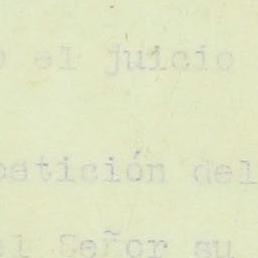 el juicio
petición del
el Señor su